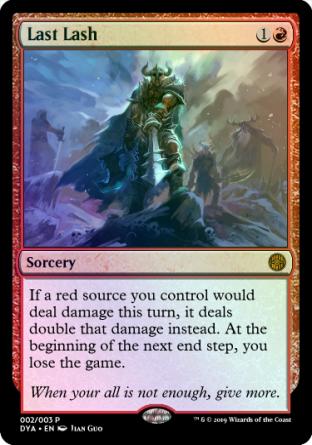 Last Lash 1
Sorcery
If a red source you control would
deal damage this turn, it deals
double that damage instead. At the
beginning of the next end step, you
lose the game.
When your all is not enough, give more.
002/003 P
DYA • EN Jian Guo
™ & © 2019 Wizards of the Coast